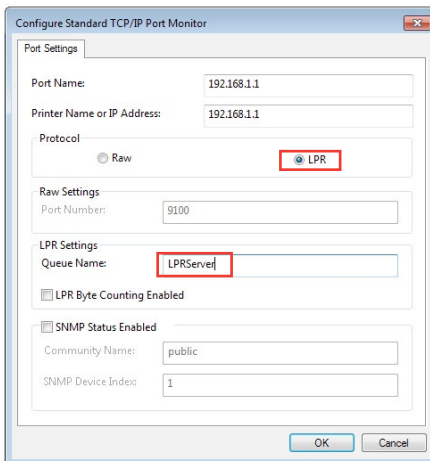 Configure Standard TCP/IP Port Monitor
Port Settings
Port Name: 192.168.1.1
Printer Name or IP Address: 192.168.1.1
Protocol
Raw LPR
Raw Settings
Port Number: 9100
LPR Settings
Queue Name: LPRServer
LPR Byte Counting Enabled
SNMP Status Enabled
Community Name: public
SNMP Device Index: 1
OK Cancel